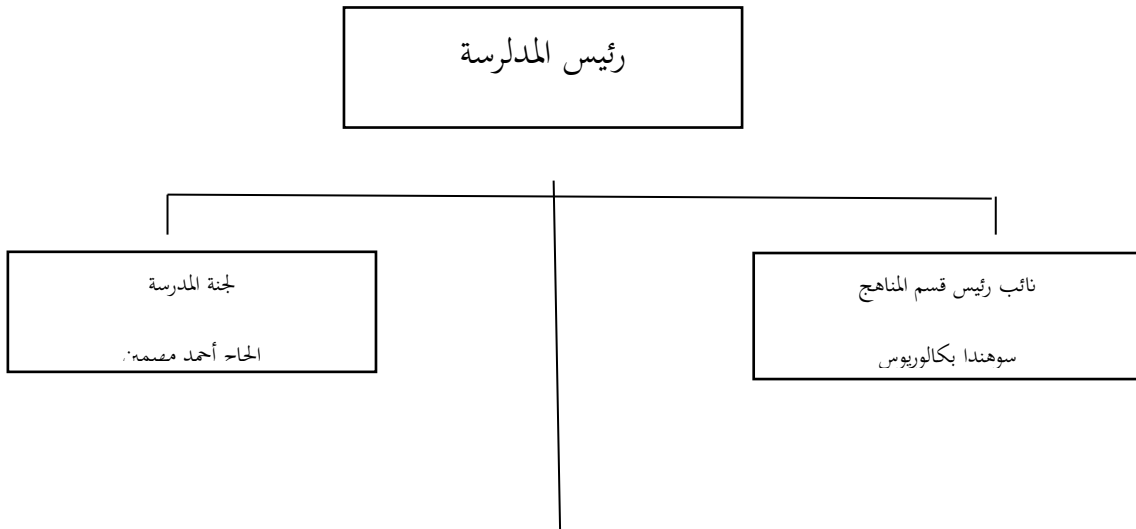 رئيس المدلرسة
نائب رئيس قسم المناهج
سوهندا بكالوريوس
لجنة المدرسة
الحاج أحمد